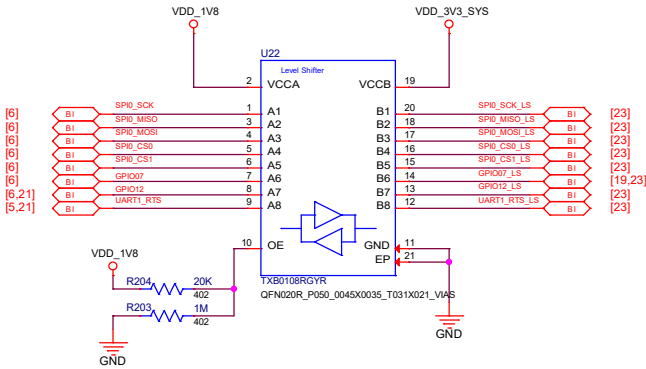 VDD_1V8 VDD_3V3_SYS
U22
Level Shifter
2 VCCA VCCB 19
[6] BI SPI0_SCK 1 A1 B1 20 SPI0_SCK_LS BI [23]
[6] BI SPI0_MISO 3 A2 B2 18 SPI0_MISO_LS BI [23]
[6] BI SPI0_MOSI 4 A3 B3 17 SPI0_MOSI_LS BI [23]
[6] BI SPI0_CS0 5 A4 B4 16 SPI0_CS0_LS BI [23]
[6] BI SPI0_CS1 6 A5 B5 15 SPI0_CS1_LS BI [23]
[6] BI GPIO07 7 A6 B6 14 GPIO07_LS BI [19,23]
[6,21] BI GPIO12 8 A7 B7 13 GPIO12_LS BI [23]
[5,21] BI UART1_RTS 9 A8 B8 12 UART1_RTS_LS BI [23]
10 OE GND 11
EP 21
VDD_1V8
R204 20K
402
R203 1M
402
GND
TXB0108RGYR
QFN020R_P050_0045X0035_T031X021_VIAS
GND